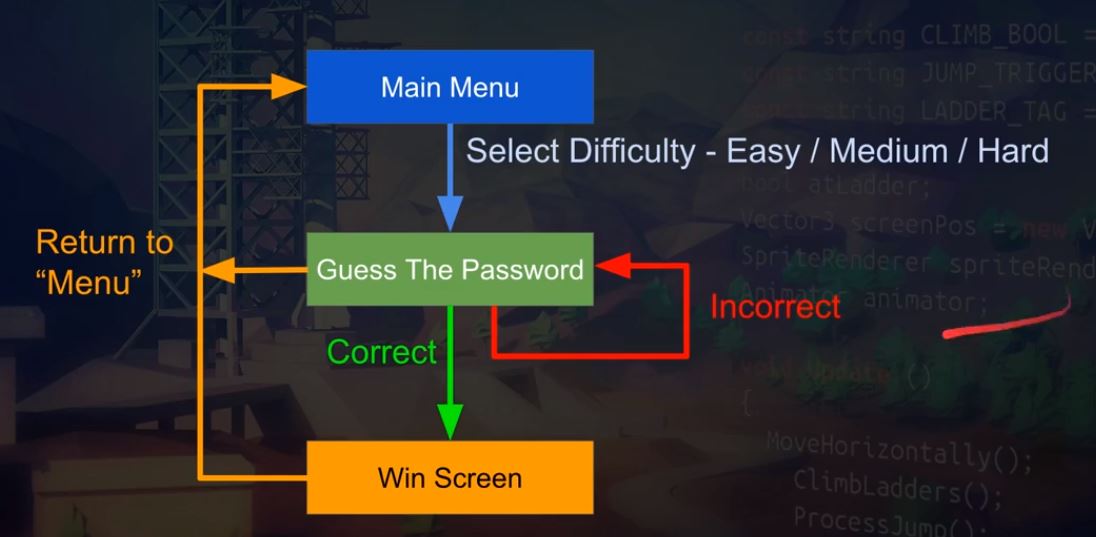 const string CLIMB_BOOL =
const string JUMP_TRIGGER
const string LADDER_TAG =
Main Menu
Select Difficulty - Easy / Medium / Hard
bool atLadder;
Vector3 screenPos = new V
Return to
“Menu”
Guess The Password
SpriteRenderer spriteRend
Animator animator;
Incorrect
Correct
void Update ()
{
MoveHorizontally();
Win Screen
ClimbLadders();
ProcessJump();